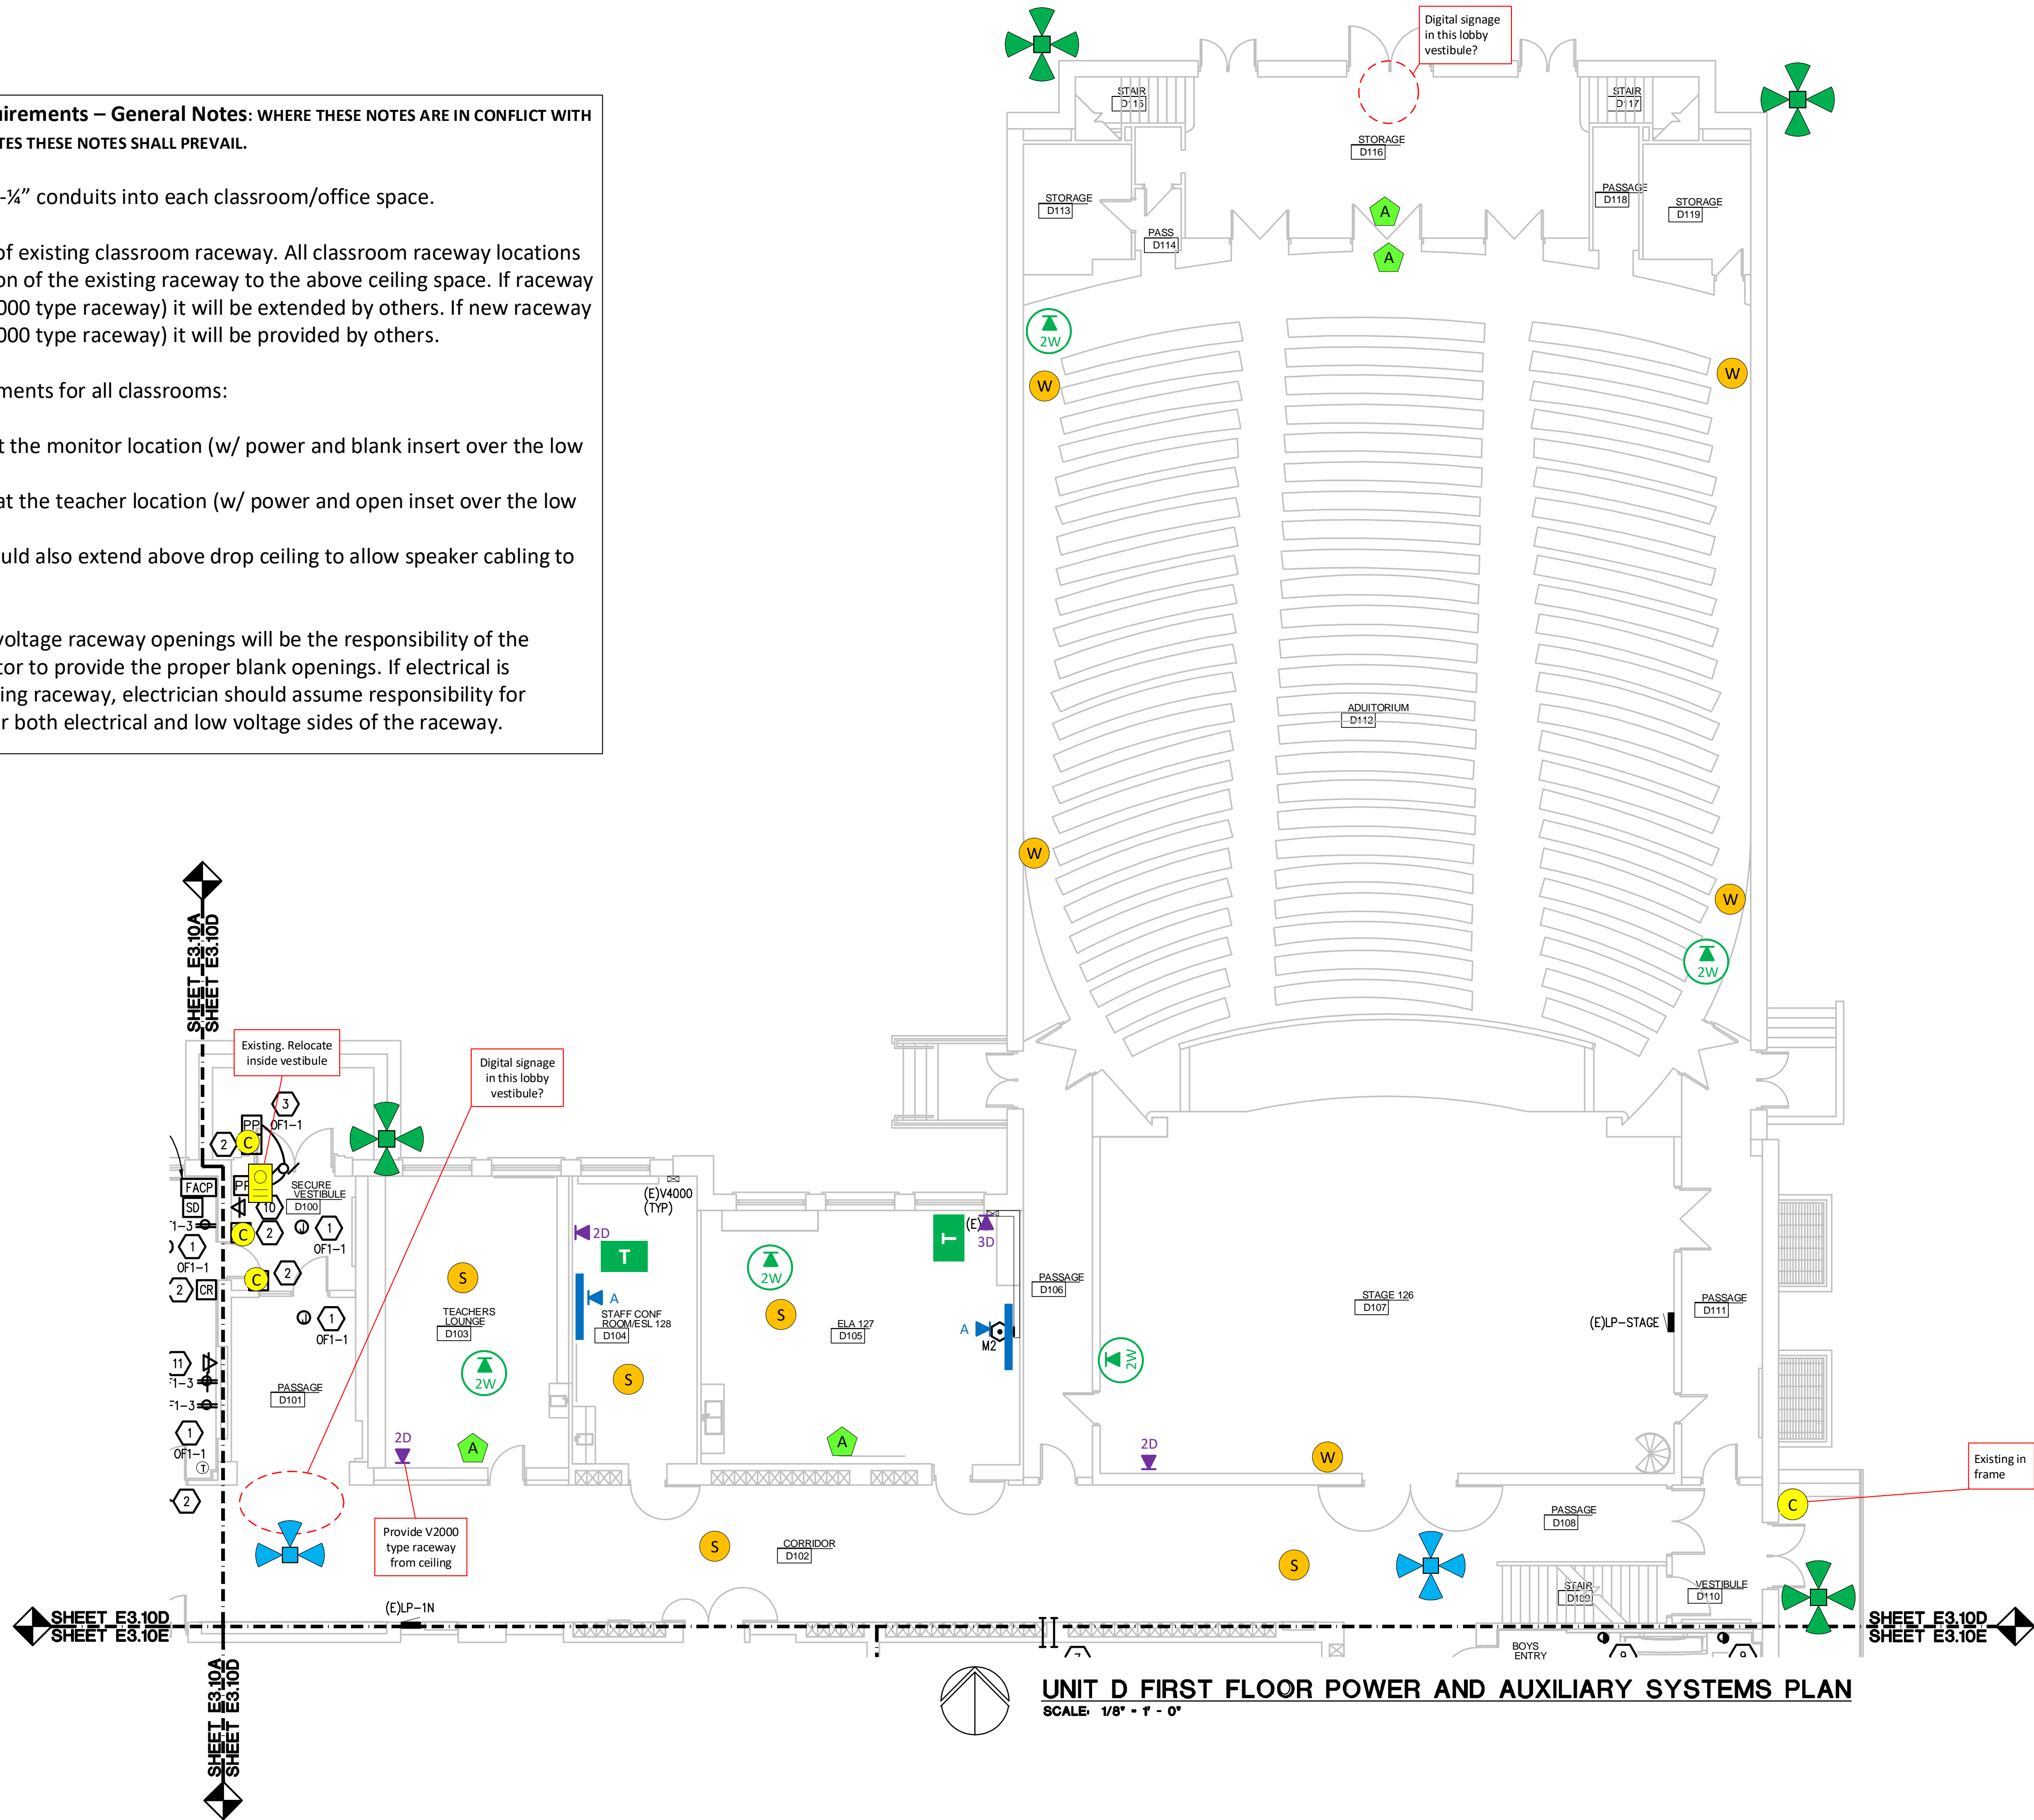 Digital signage
in this lobby
vestibule?
uirements – General Notes: WHERE THESE NOTES ARE IN CONFLICT WITH
TES THESE NOTES SHALL PREVAIL.
-¼” conduits into each classroom/office space.
of existing classroom raceway. All classroom raceway locations
on of the existing raceway to the above ceiling space. If raceway
000 type raceway) it will be extended by others. If new raceway
000 type raceway) it will be provided by others.
ments for all classrooms:
t the monitor location (w/ power and blank insert over the low
at the teacher location (w/ power and open inset over the low
uld also extend above drop ceiling to allow speaker cabling to
voltage raceway openings will be the responsibility of the
tor to provide the proper blank openings. If electrical is
ing raceway, electrician should assume responsibility for
r both electrical and low voltage sides of the raceway.
STAIR
D115
STAIR
D117
STORAGE
D116
STORAGE
D113
PASS
D114
PASSAGE
D118
STORAGE
D119
A
A
2W
W
W
ADUITORIUM
D112
W
W
2W
SHEET E3.10A
SHEET E3.10D
Existing. Relocate
inside vestibule
Digital signage
in this lobby
vestibule?
3
OF1-1
PP
C
2
FACP
SD
SECURE
VESTIBULE
D100
10
C
2
1
OF1-1
1
OF1-1
C
2
2
CR
1
OF1-1
11
PASSAGE
D101
1
OF1-1
T
2
(E)V4000
(TYP)
2D
T
S
A
TEACHERS
LOUNGE
D103
STAFF CONF
ROOM/ESL 128
D104
2W
S
2D
A
2W
S
ELA 127
D105
T
(E)
3D
A
M2
A
PASSAGE
D106
STAGE 126
D107
(E)LP-STAGE
PASSAGE
D111
2W
2D
W
Existing in
frame
C
Provide V2000
type raceway
from ceiling
S
CORRIDOR
D102
S
PASSAGE
D108
STAIR
D109
VESTIBULE
D110
(E)LP-1N
SHEET E3.10D
SHEET E3.10E
SHEET E3.10D
SHEET E3.10E
BOYS
ENTRY
SHEET E3.10A
SHEET E3.10D
UNIT D FIRST FLOOR POWER AND AUXILIARY SYSTEMS PLAN
SCALE: 1/8" = 1' - 0"